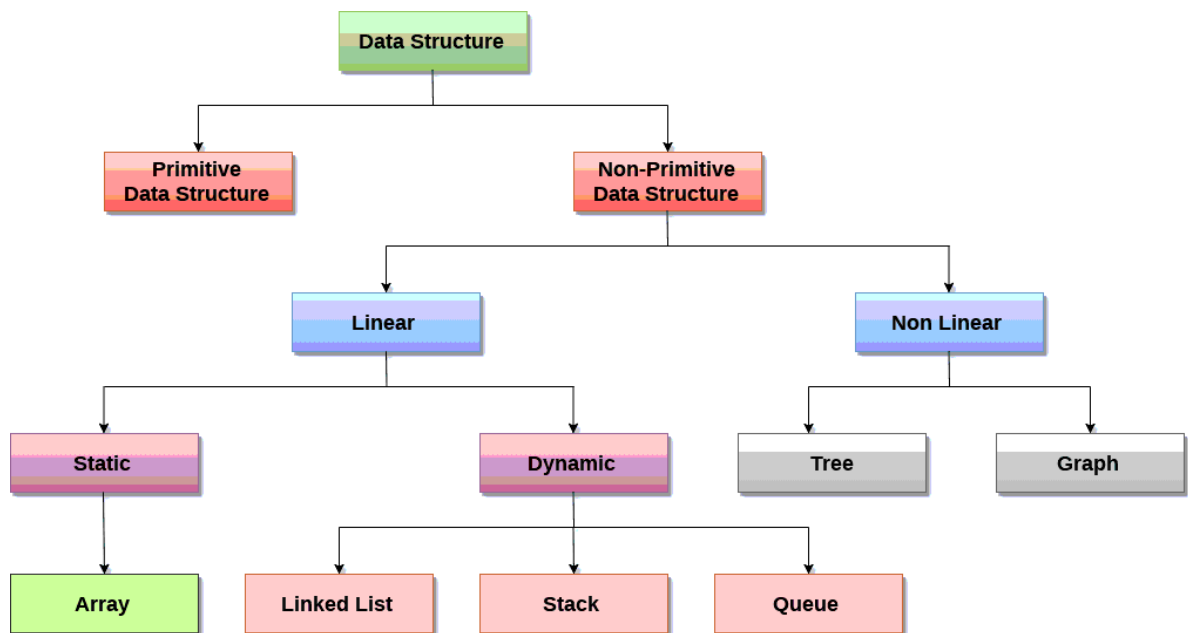 Data Structure
Primitive
Data Structure
Non-Primitive
Data Structure
Linear
Non Linear
Static
Dynamic
Tree
Graph
Array
Linked List
Stack
Queue